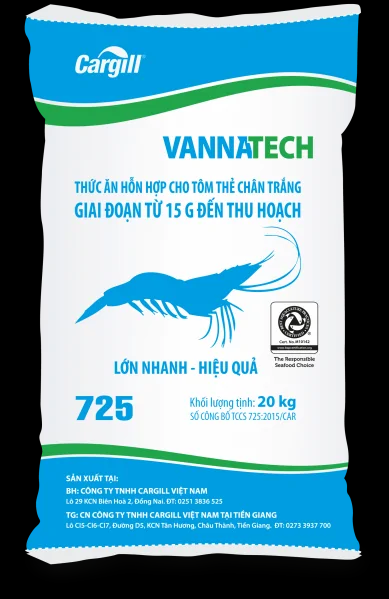 Cargill
VANNATECH
THỨC ĂN HỖN HỢP CHO TÔM THẺ CHÂN TRẮNG
GIAI ĐOẠN TỪ 15 G ĐẾN THU HOẠCH
The Responsible
Seafood Choice
LỚN NHANH - HIỆU QUẢ
725
Khối lượng tịnh: 20 kg
SỐ CÔNG BỐ TCCS 725:2015/CAR
SẢN XUẤT TẠI:
BH: CÔNG TY TNHH CARGILL VIỆT NAM
Lô 29 KCN Biên Hoà 2, Đồng Nai. ĐT: 0251 3836 525
TG: CN CÔNG TY TNHH CARGILL VIỆT NAM TẠI TIỀN GIANG
Lô CI5-CI6-CI7, Đường D5, KCN Tân Hương, Châu Thành, Tiền Giang. ĐT: 0273 3937 700